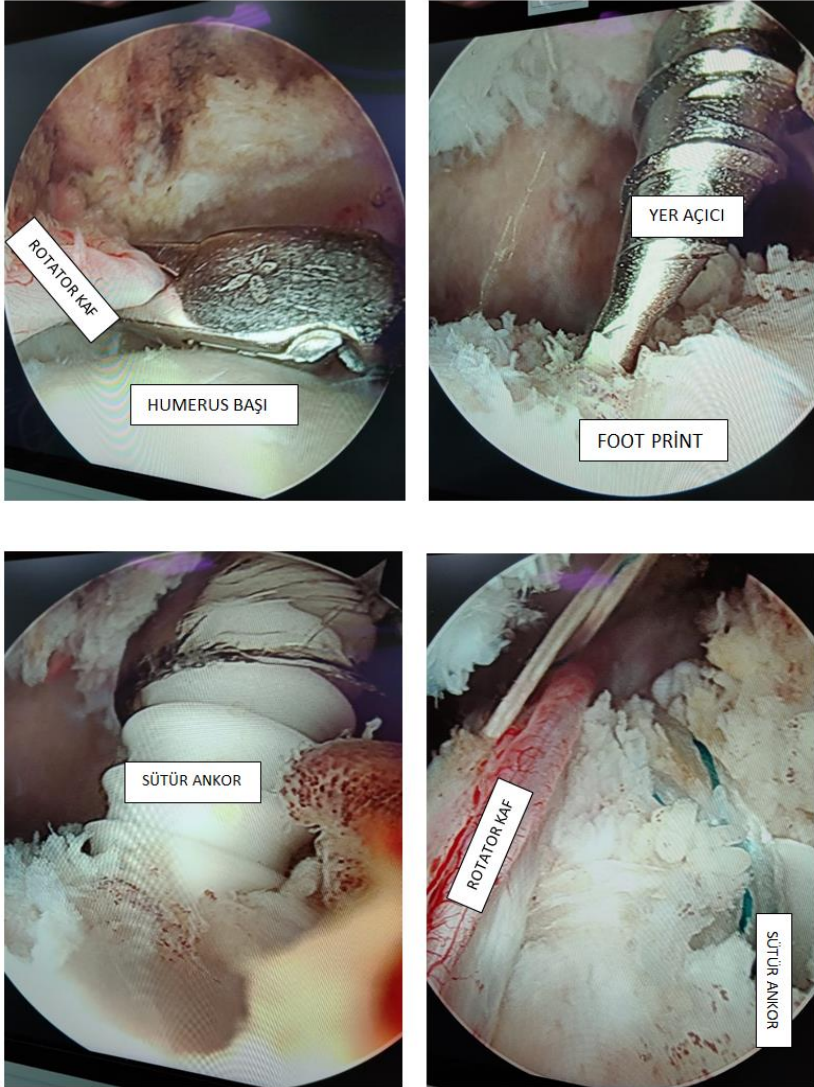 ROTATOR KAF
HUMERUS BAŞI
YER AÇICI
FOOT PRİNT
SÜTÜR ANKOR
ROTATOR KAF
SÜTÜR ANKOR